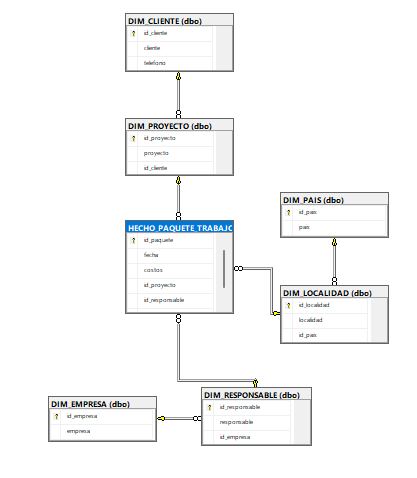 DIM_CLIENTE (dbo)
id_cliente
cliente
telefono
DIM_PROYECTO (dbo)
id_proyecto
proyecto
id_cliente
HECHO_PAQUETE_TRABAJO
id_paquete
fecha
costos
id_proyecto
id_responsable
DIM_PAIS (dbo)
id_pais
pais
DIM_LOCALIDAD (dbo)
id_localidad
localidad
id_pais
DIM_RESPONSABLE (dbo)
id_responsable
responsable
id_empresa
DIM_EMPRESA (dbo)
id_empresa
empresa